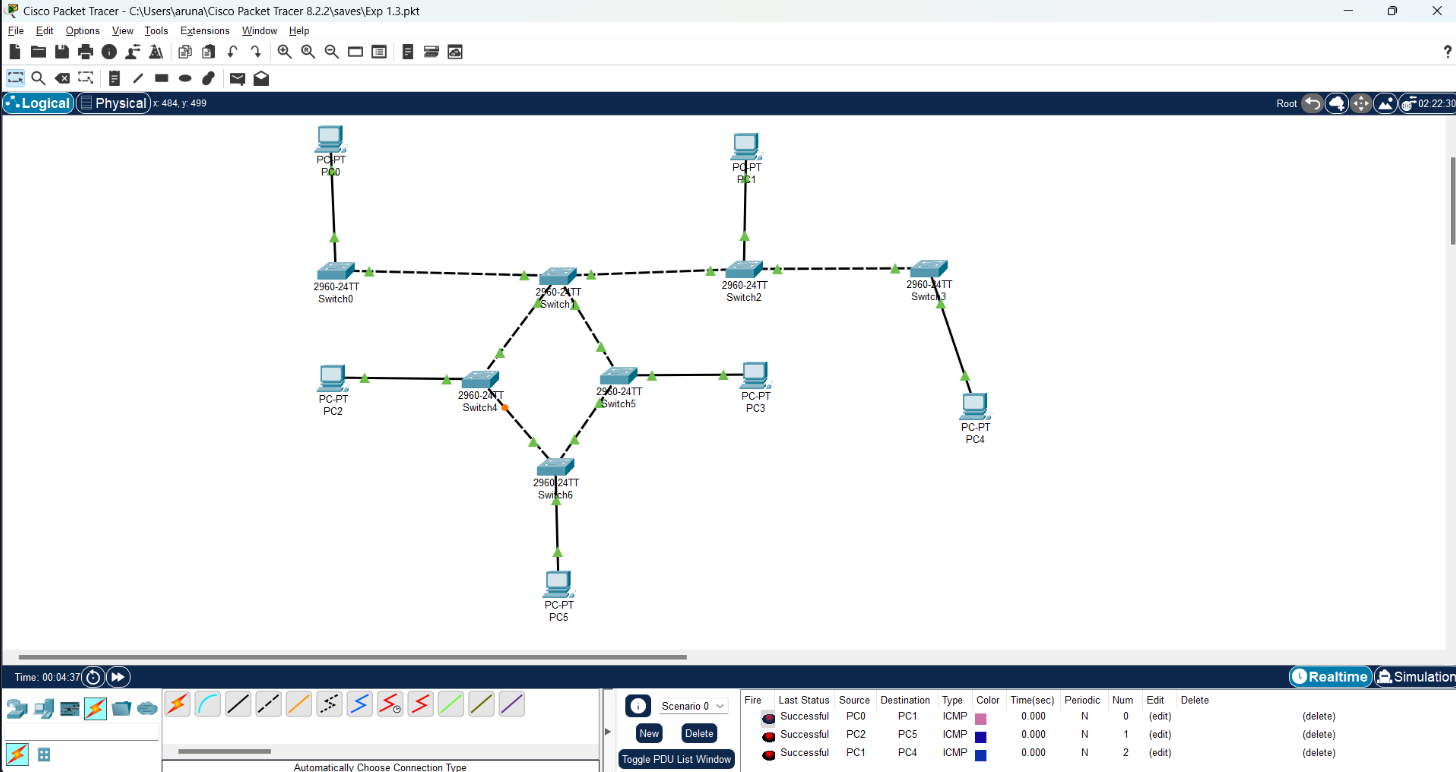 Cisco Packet Tracer - C:\Users\aruna\Cisco Packet Tracer 8.2.2\saves\Exp 1.3.pkt
File Edit Options View Tools Extensions Window Help
?
Logical Physical x: 484, y: 499 Root 02:22:30
PC-PT
PC0
PC-PT
PC1
2960-24TT
Switch0
2960-24TT
Switch1
2960-24TT
Switch2
2960-24TT
Switch3
PC-PT
PC2
2960-24TT
Switch4
2960-24TT
Switch5
PC-PT
PC3
PC-PT
PC4
2960-24TT
Switch6
PC-PT
PC5
Time: 00:04:37 Realtime Simulation
Automatically Choose Connection Type
Scenario 0
New Delete
Toggle PDU List Window
Fire Last Status Source Destination Type Color Time(sec) Periodic Num Edit Delete
Successful PC0 PC1 ICMP 0.000 N 0 (edit) (delete)
Successful PC2 PC5 ICMP 0.000 N 1 (edit) (delete)
Successful PC1 PC4 ICMP 0.000 N 2 (edit) (delete)